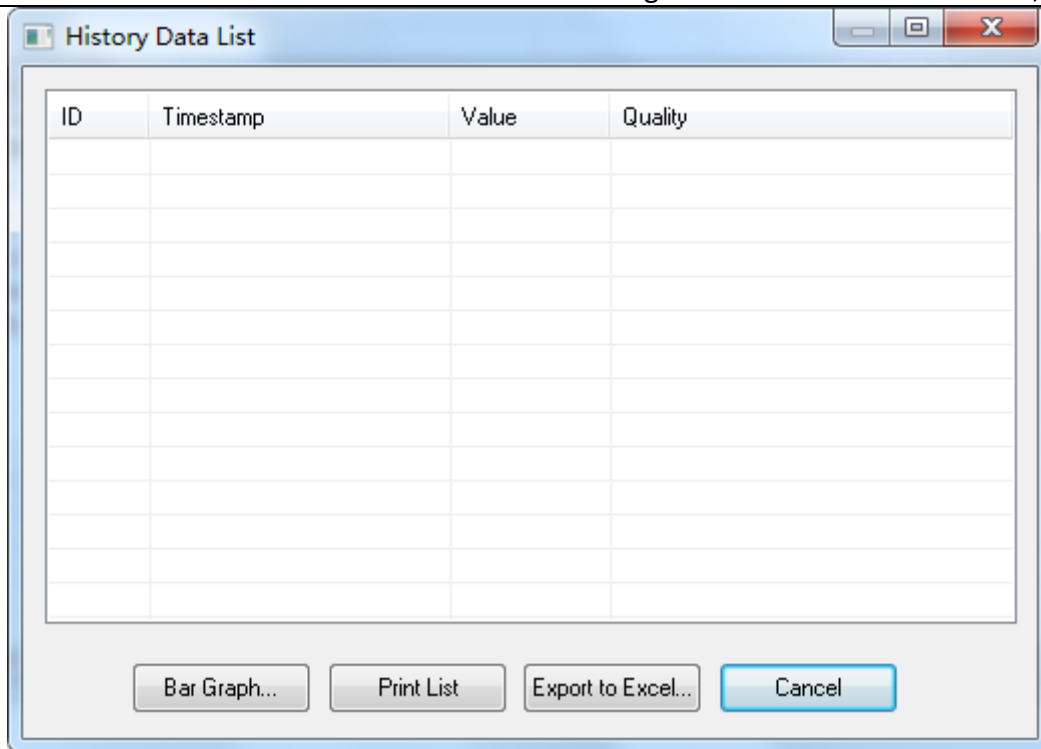 History Data List
ID Timestamp Value Quality
Bar Graph... Print List Export to Excel... Cancel